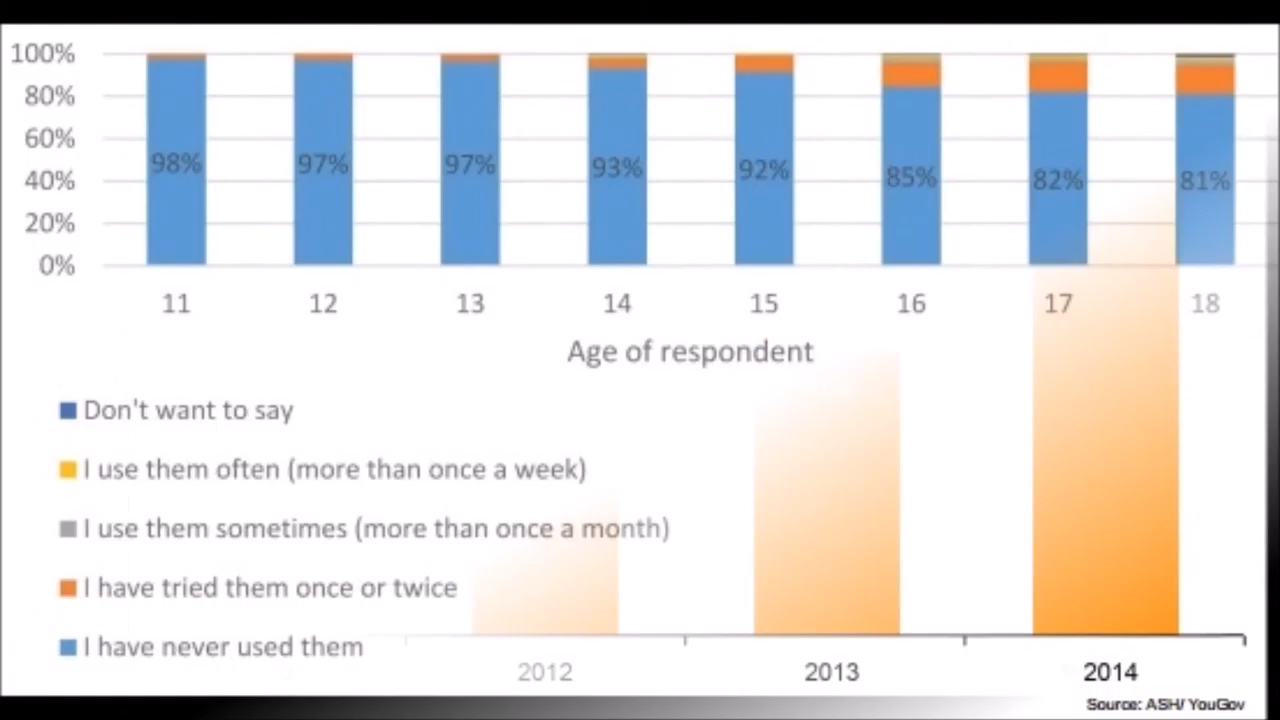 100%
80%
60%
40%
20%
0%
98% 97% 97% 93% 92% 85% 82% 81%
11 12 13 14 15 16 17 18
Age of respondent
Don't want to say
I use them often (more than once a week)
I use them sometimes (more than once a month)
I have tried them once or twice
I have never used them
2012 2013 2014
Source: ASH/ YouGov